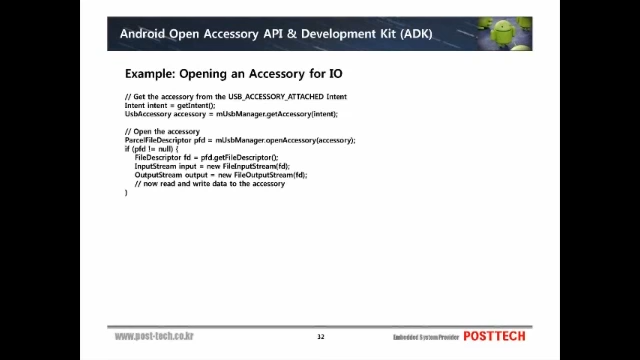 Android Open Accessory API & Development Kit (ADK)
Example: Opening an Accessory for IO
// Get the accessory from the USB_ACCESSORY_ATTACHED Intent
Intent intent = getIntent();
UsbAccessory accessory = mUsbManager.getAccessory(intent);
// Open the accessory
ParcelFileDescriptor pfd = mUsbManager.openAccessory(accessory);
if (pfd != null) {
FileDescriptor fd = pfd.getFileDescriptor();
InputStream input = new FileInputStream(fd);
OutputStream output = new FileOutputStream(fd);
// now read and write data to the accessory
}
www.post-tech.co.kr
32
Embedded System Provider POSTTECH